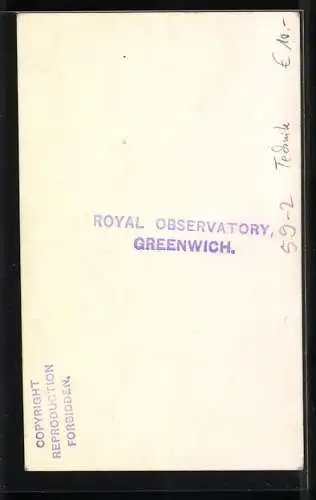 ROYAL OBSERVATORY,
GREENWICH.
COPYRIGHT
REPRODUCTION
FORBIDDEN.
59-2 Technik € 10.-